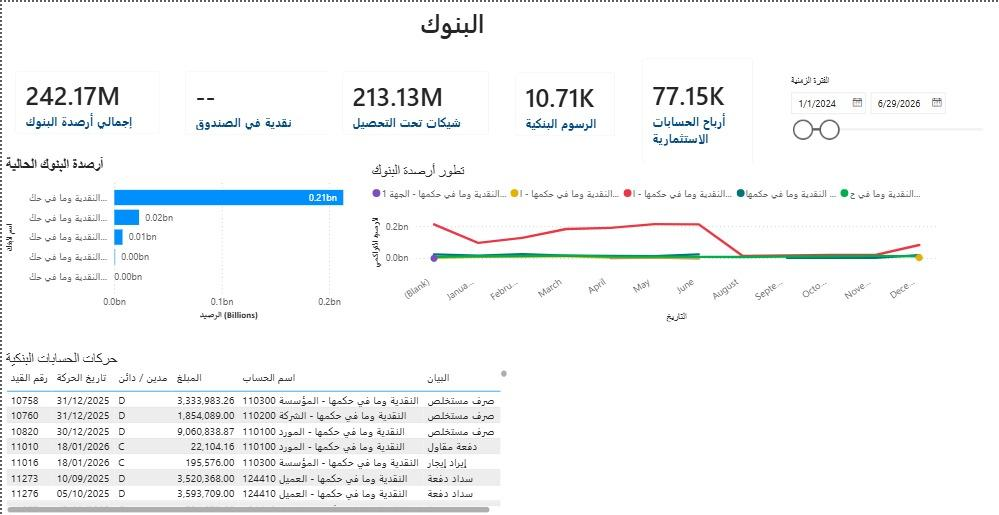 البنوك
242.17M
إجمالي أرصدة البنوك
--
نقدية في الصندوق
213.13M
شيكات تحت التحصيل
10.71K
الرسوم البنكية
77.15K
أرباح الحسابات
الاستثمارية
الفترة الزمنية
1/1/2024
6/29/2026
أرصدة البنوك الحالية
النقدية وما في حك...
0.21bn
النقدية وما في حك...
0.02bn
النقدية وما في حك...
0.01bn
النقدية وما في حك...
0.00bn
النقدية وما في حك...
0.00bn
0.0bn 0.1bn 0.2bn
الرصيد (Billions)
تطور أرصدة البنوك
النقدية وما في حكمها - الجهة 1...
النقدية وما في حكمها - ا...
النقدية وما في حكمها - ا...
النقدية وما في حكمها...
النقدية وما في ح...
0.2bn
0.0bn
(Blank) Janua... Febru... March April May June August Septe... Octo... Nove... Dece...
التاريخ
حركات الحسابات البنكية
رقم القيد تاريخ الحركة مدين / دائن المبلغ اسم الحساب البيان
10758 31/12/2025 D 3,333,983.26 110300 النقدية وما في حكمها - المؤسسة صرف مستخلص
10760 31/12/2025 D 1,854,089.00 110200 النقدية وما في حكمها - الشركة صرف مستخلص
10820 30/12/2025 D 9,060,838.87 110100 النقدية وما في حكمها - المورد صرف مستخلص
11010 18/01/2026 C 22,104.16 110100 النقدية وما في حكمها - المورد دفعة مقاول
11016 18/01/2026 C 195,576.00 110300 النقدية وما في حكمها - المؤسسة إيراد إيجار
11273 10/09/2025 D 3,520,368.00 124410 النقدية وما في حكمها - العميل سداد دفعة
11276 05/10/2025 D 3,593,709.00 124410 النقدية وما في حكمها - العميل سداد دفعة